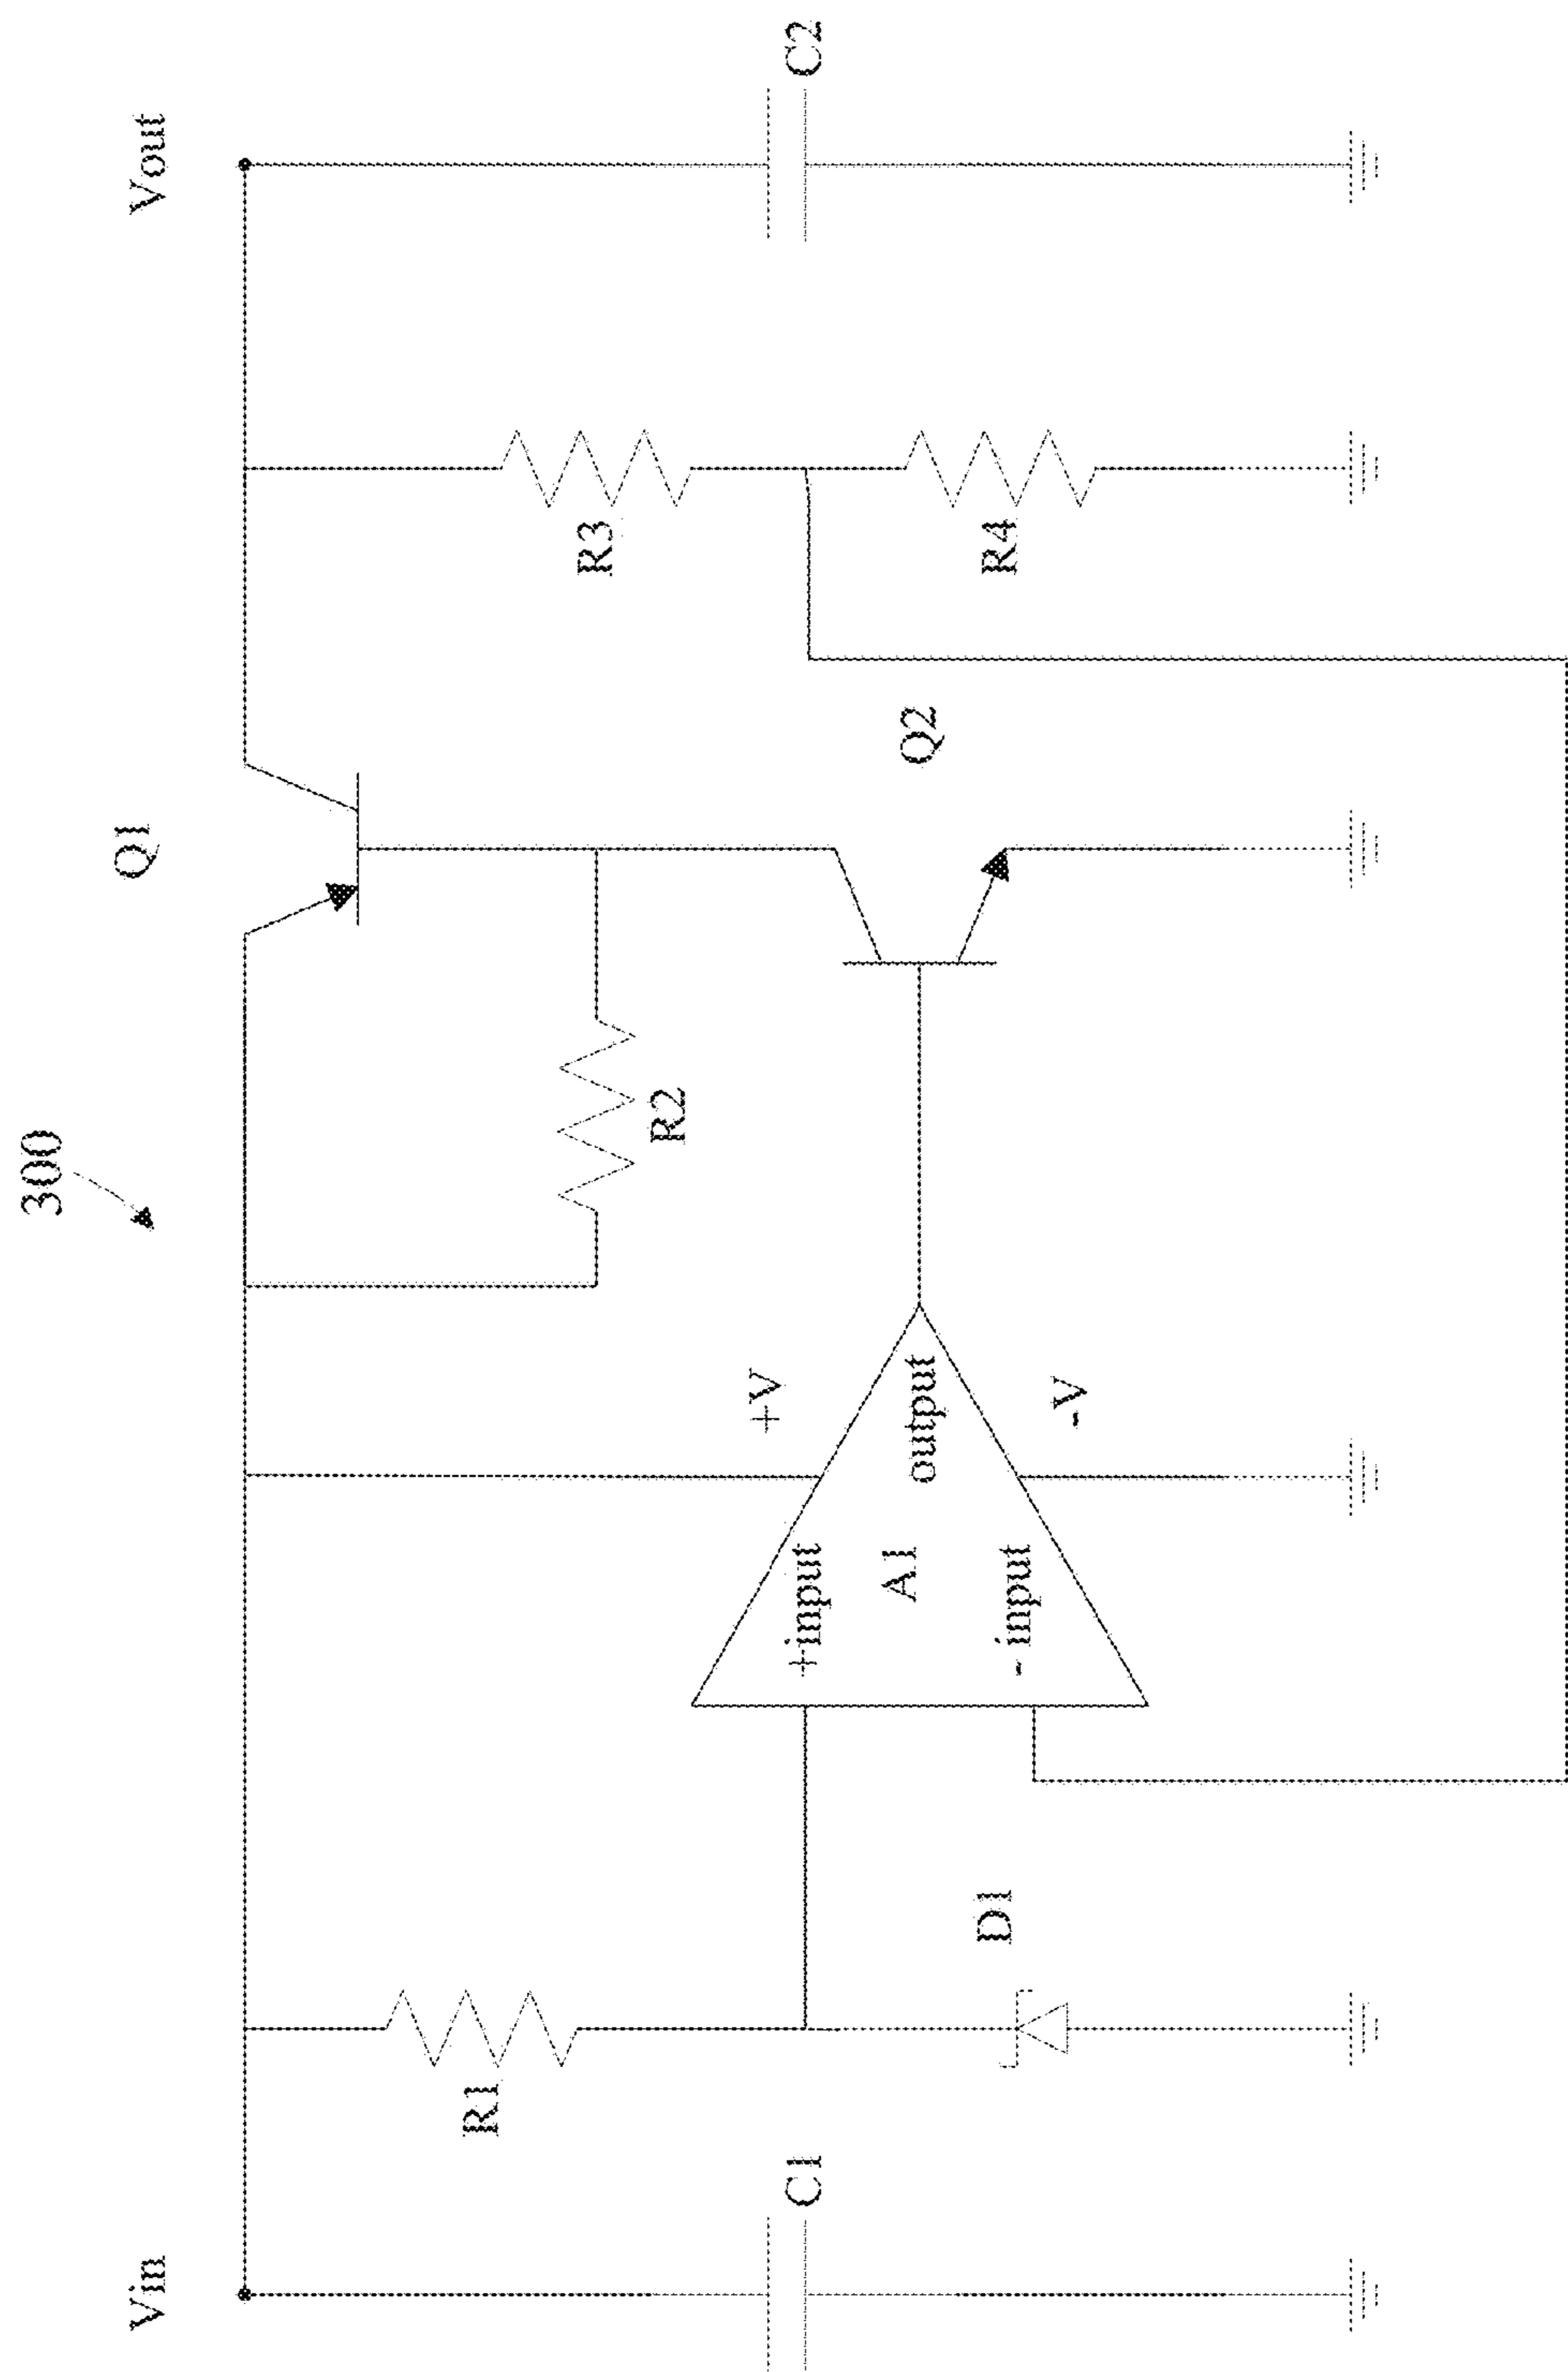 300
Vin
Q1
Vout
R1
R2
R3
C1
+V
C2
+input
A1
output
Q2
- input
D1
-V
R4